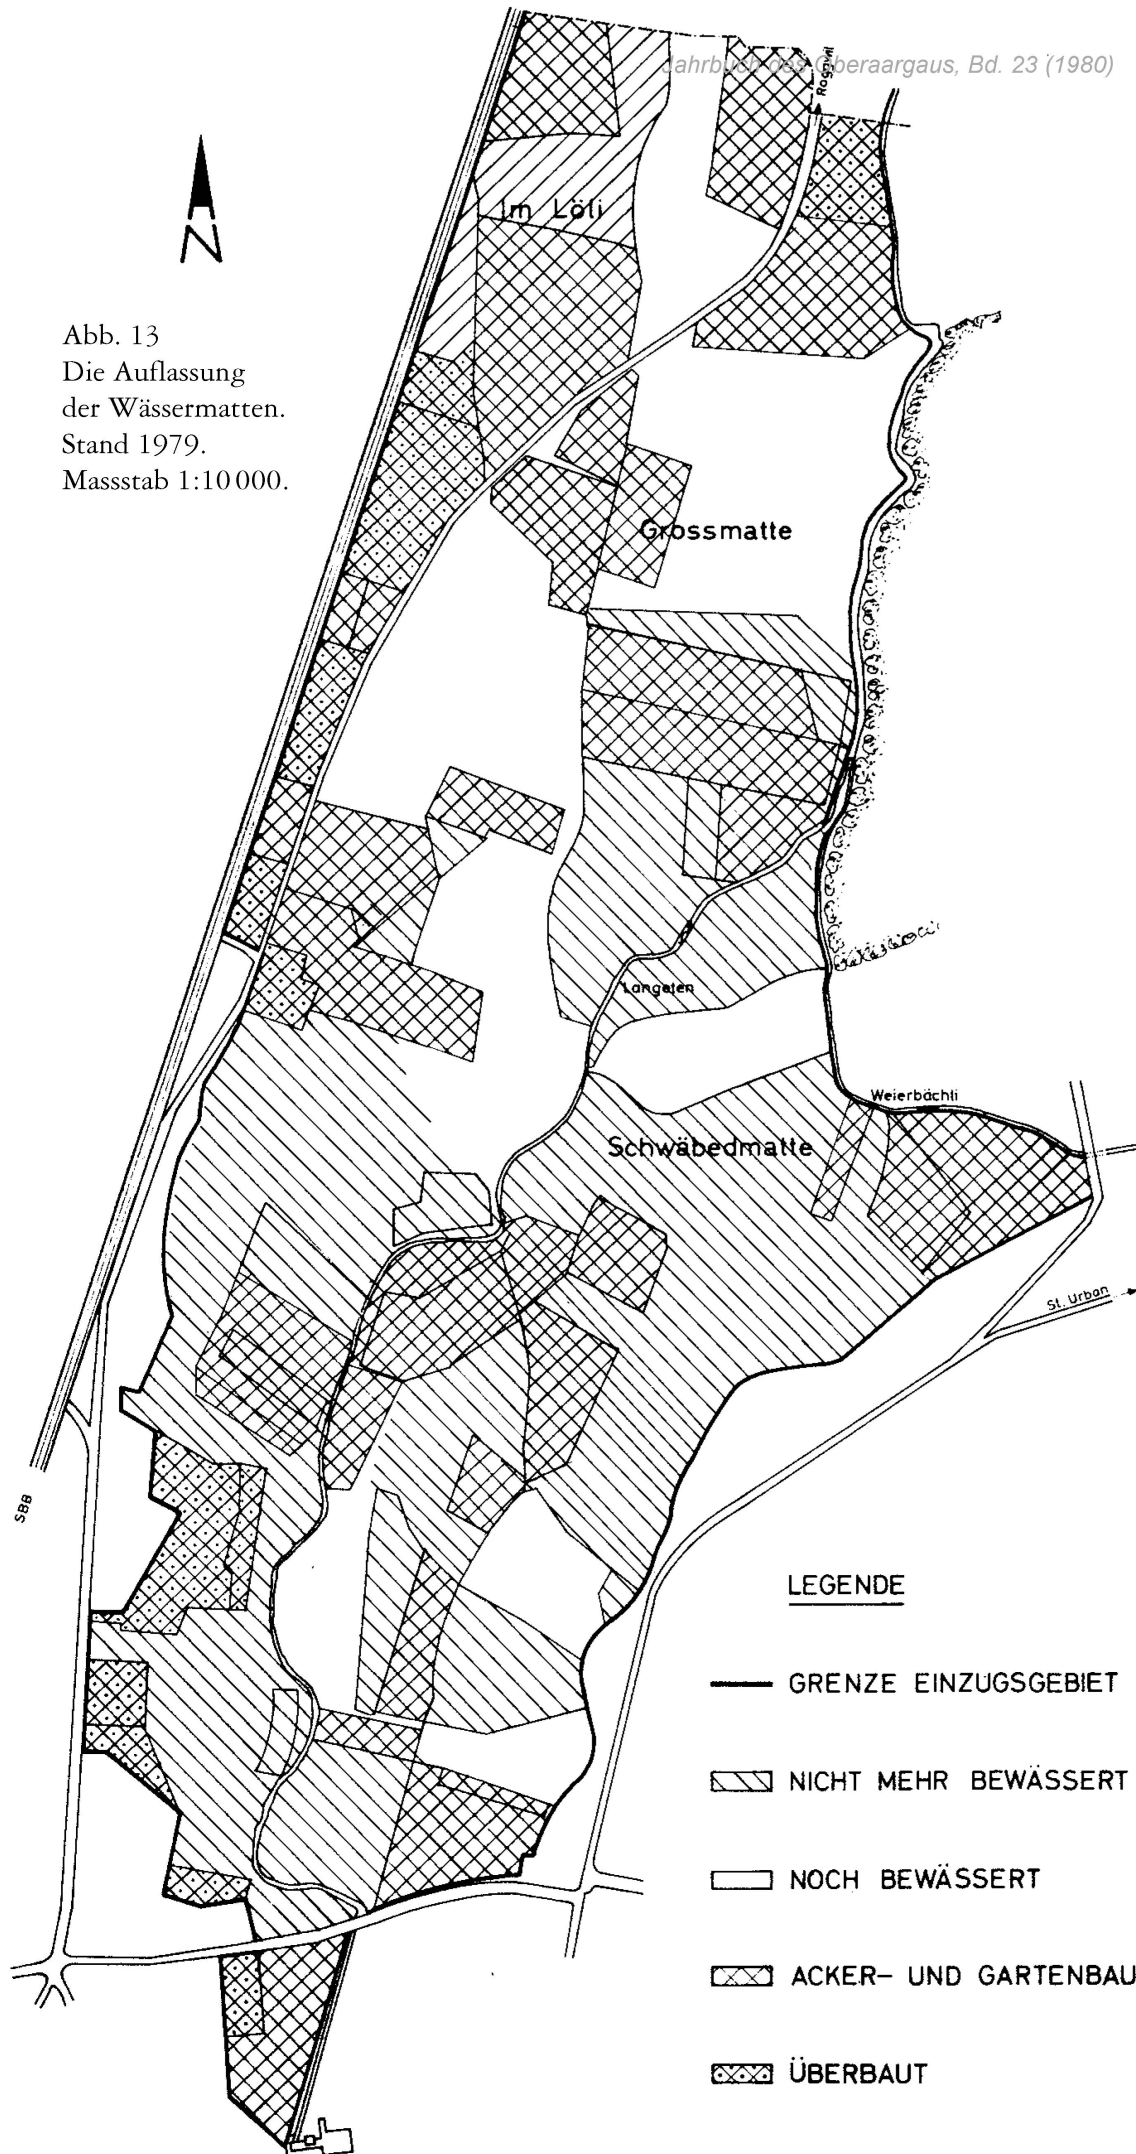 Jahrbuch des Oberaargaus, Bd. 23 (1980)
Roggwil
N
Im Löli
Abb. 13
Die Auflassung
der Wässermatten.
Stand 1979.
Massstab 1:10 000.
Grossmatte
Langeten
Weierbächli
Schwäbedmatte
St. Urban
SBB
LEGENDE
GRENZE EINZUGSGEBIET
NICHT MEHR BEWÄSSERT
NOCH BEWÄSSERT
ACKER- UND GARTENBAU
ÜBERBAUT